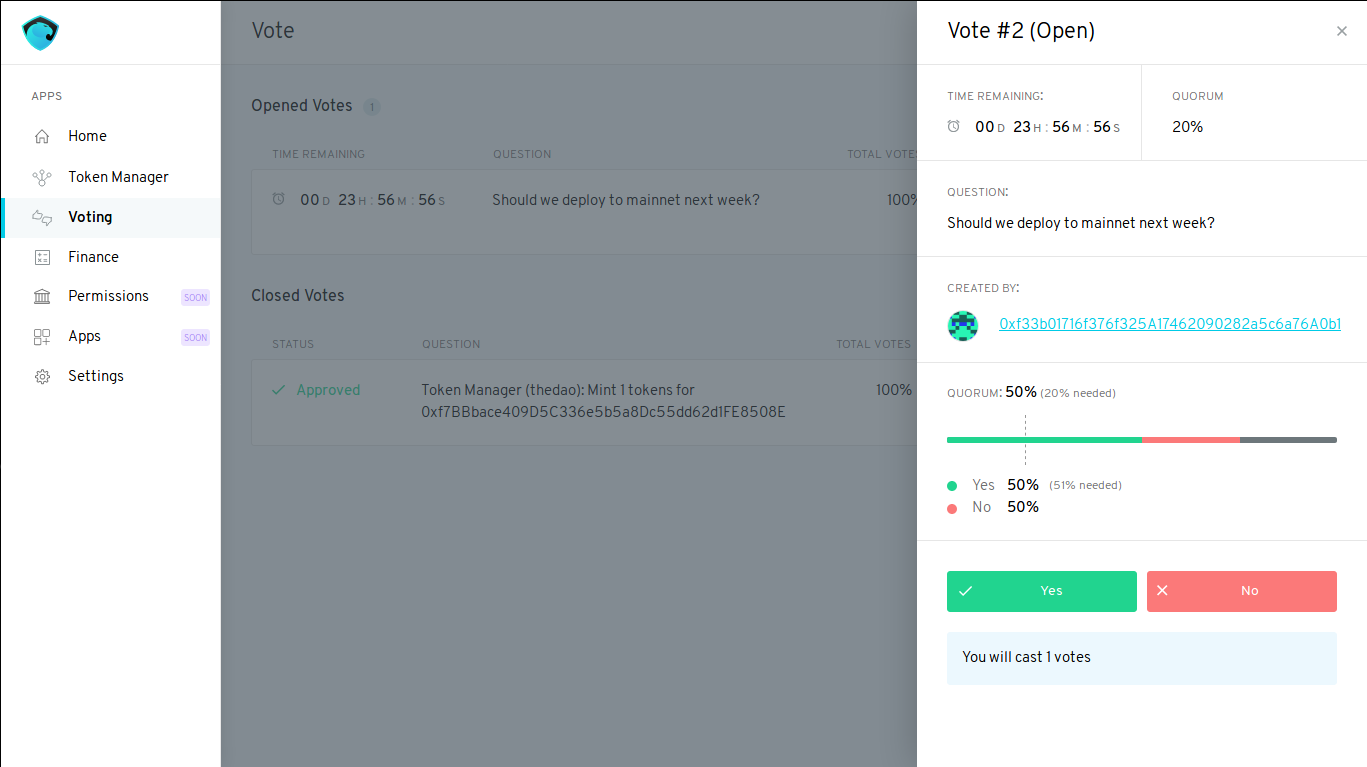 APPS
Home
Token Manager
Voting
Finance
Permissions SOON
Apps SOON
Settings
Vote
Opened Votes 1
TIME REMAINING QUESTION TOTAL VOTES
00 D 23 H : 56 M : 56 S Should we deploy to mainnet next week? 100%
Closed Votes
STATUS QUESTION TOTAL VOTES
Approved Token Manager (thedao): Mint 1 tokens for 100%
0xf7BBbace409D5C336e5b5a8Dc55dd62d1FE8508E
Vote #2 (Open)
TIME REMAINING: QUORUM
00 D 23 H : 56 M : 56 S 20%
QUESTION:
Should we deploy to mainnet next week?
CREATED BY:
0xf33b01716f376f325A17462090282a5c6a76A0b1
QUORUM: 50% (20% needed)
Yes 50% (51% needed)
No 50%
Yes No
You will cast 1 votes